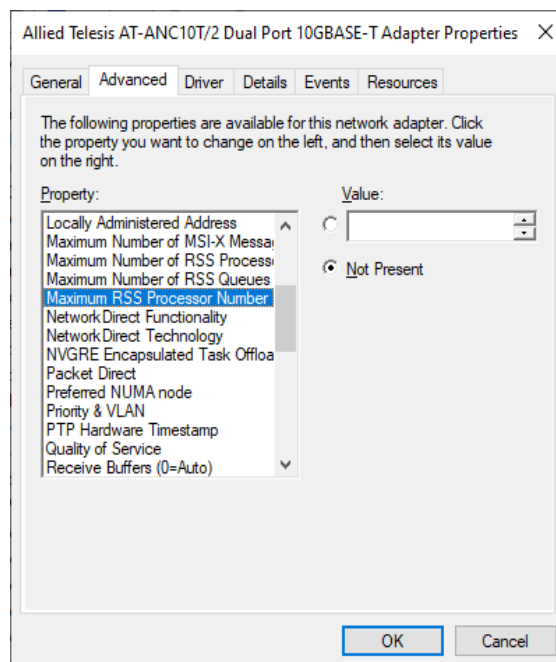 Allied Telesis AT-ANC10T/2 Dual Port 10GBASE-T Adapter Properties
General Advanced Driver Details Events Resources
The following properties are available for this network adapter. Click
the property you want to change on the left, and then select its value
on the right.
Property:
Value:
Locally Administered Address
Maximum Number of MSI-X Messa
Maximum Number of RSS Process
Maximum Number of RSS Queues
Maximum RSS Processor Number
NetworkDirect Functionality
NetworkDirect Technology
NVGRE Encapsulated Task Offloa
Packet Direct
Preferred NUMA node
Priority & VLAN
PTP Hardware Timestamp
Quality of Service
Receive Buffers (0=Auto)
Not Present
OK Cancel